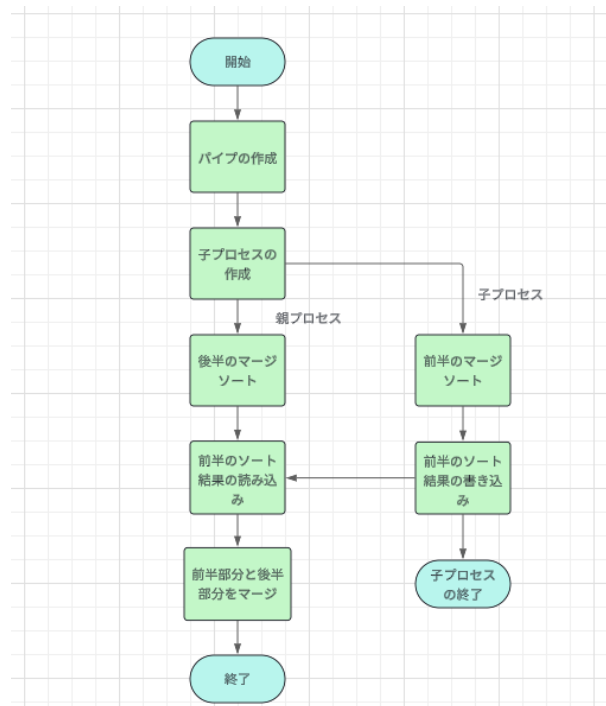 開始
パイプの作成
子プロセスの
作成
子プロセス
親プロセス
後半のマージ
ソート
前半のマージ
ソート
前半のソート
結果の読み込
み
前半のソート
結果の書き込
み
前半部分と後半
部分をマージ
子プロセス
の終了
終了